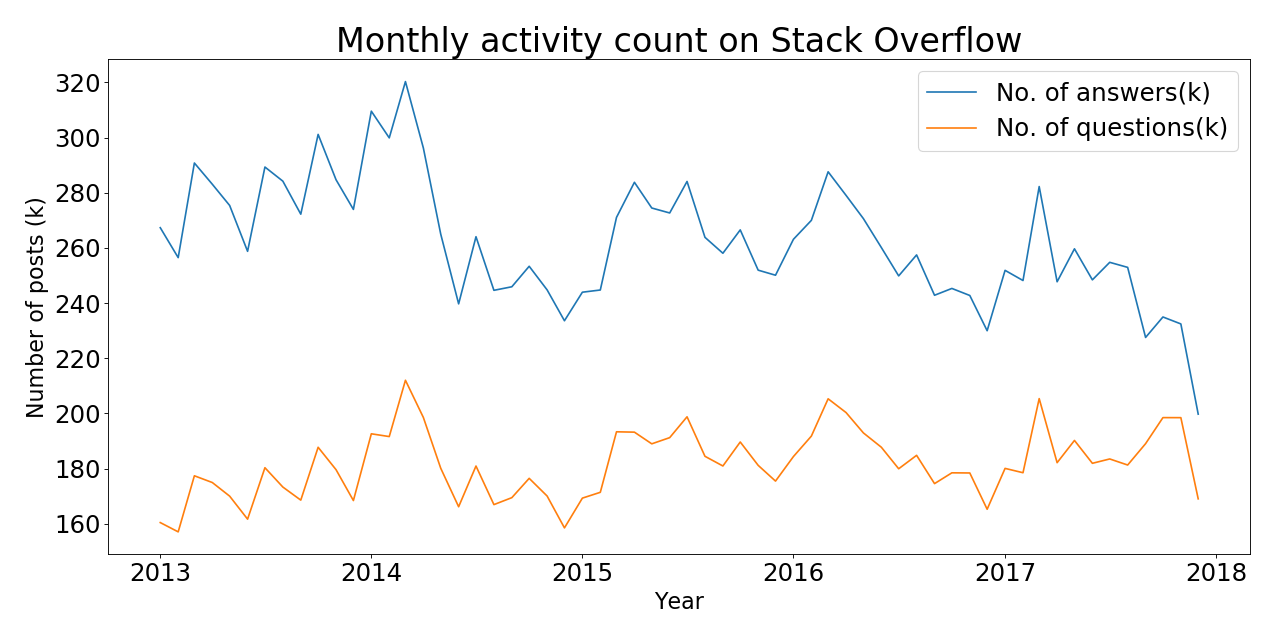 Monthly activity count on Stack Overflow
No. of answers(k)
No. of questions(k)
Number of posts (k)
320
300
280
260
240
220
200
180
160
2013 2014 2015 2016 2017 2018
Year